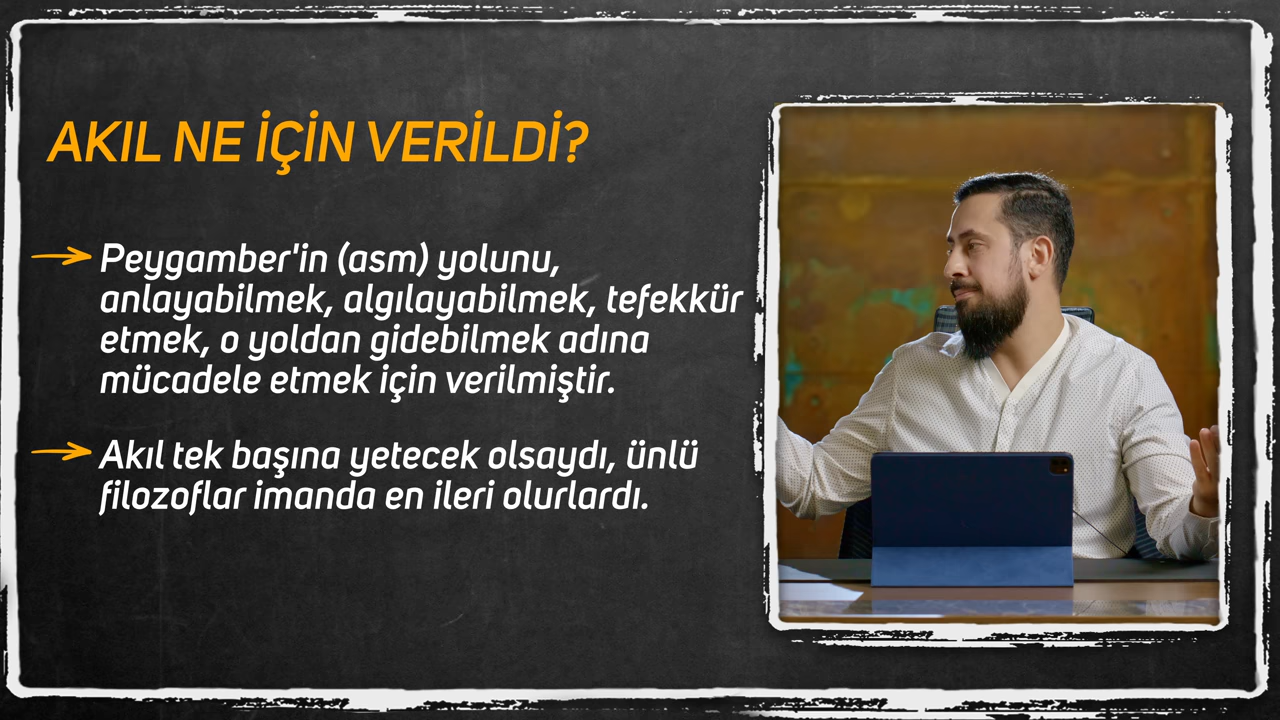 AKIL NE İÇİN VERİLDİ?
Peygamber'in (asm) yolunu,
anlayabilmek, algılayabilmek, tefekkür
etmek, o yoldan gidebilmek adına
mücadele etmek için verilmiştir.
Akıl tek başına yetecek olsaydı, ünlü
filozoflar imanda en ileri olurlardı.